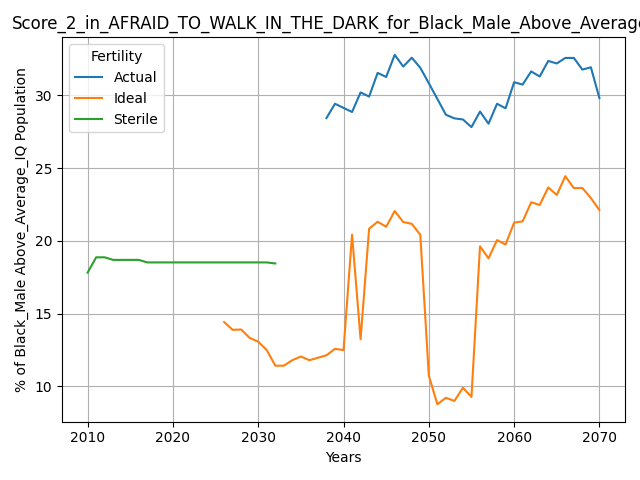 Score_2_in_AFRAID_TO_WALK_IN_THE_DARK_for_Black_Male_Above_Average
Fertility
Actual
Ideal
Sterile
% of Black_Male Above_Average_IQ Population
30
25
20
15
10
2010 2020 2030 2040 2050 2060 2070
Years